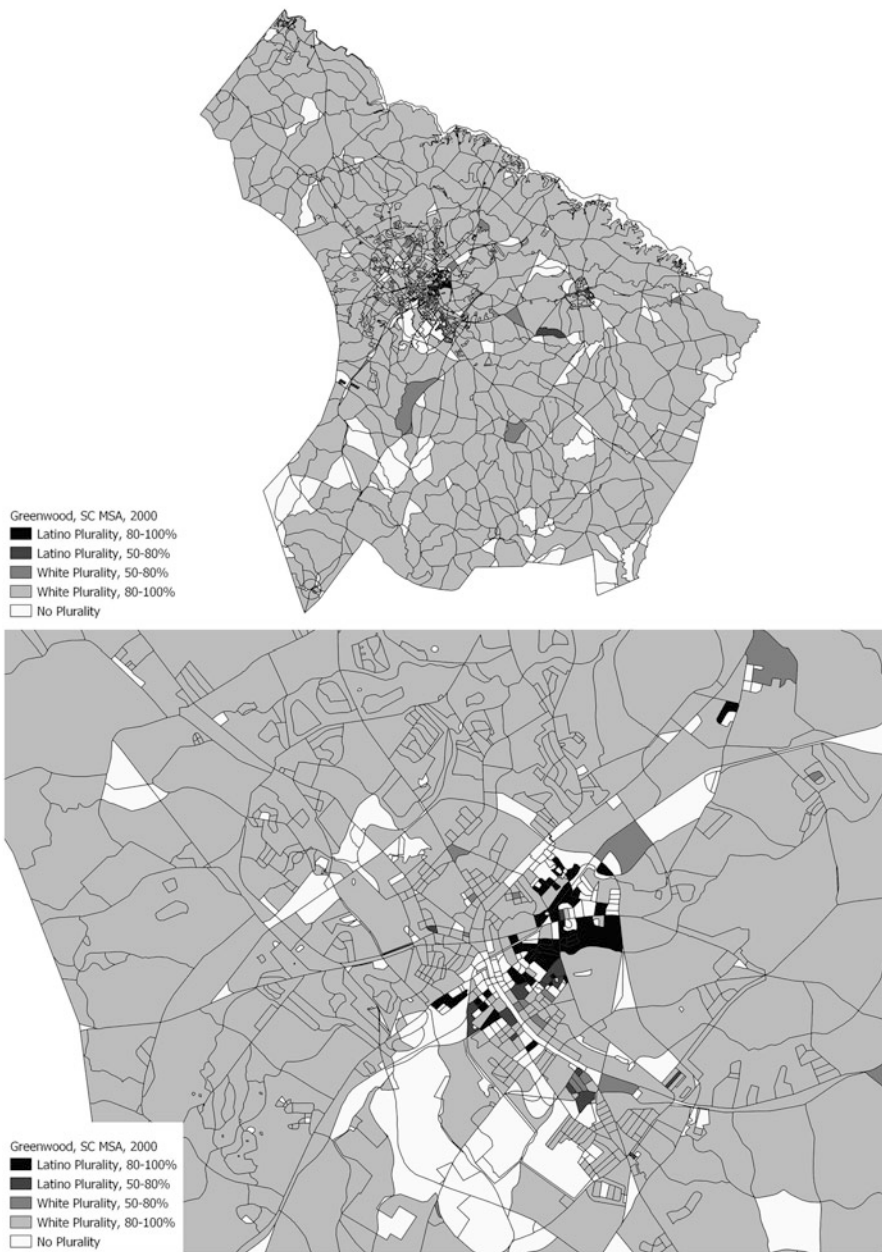 Greenwood, SC MSA, 2000
Latino Plurality, 80-100%
Latino Plurality, 50-80%
White Plurality, 50-80%
White Plurality, 80-100%
No Plurality
Greenwood, SC MSA, 2000
Latino Plurality, 80-100%
Latino Plurality, 50-80%
White Plurality, 50-80%
White Plurality, 80-100%
No Plurality